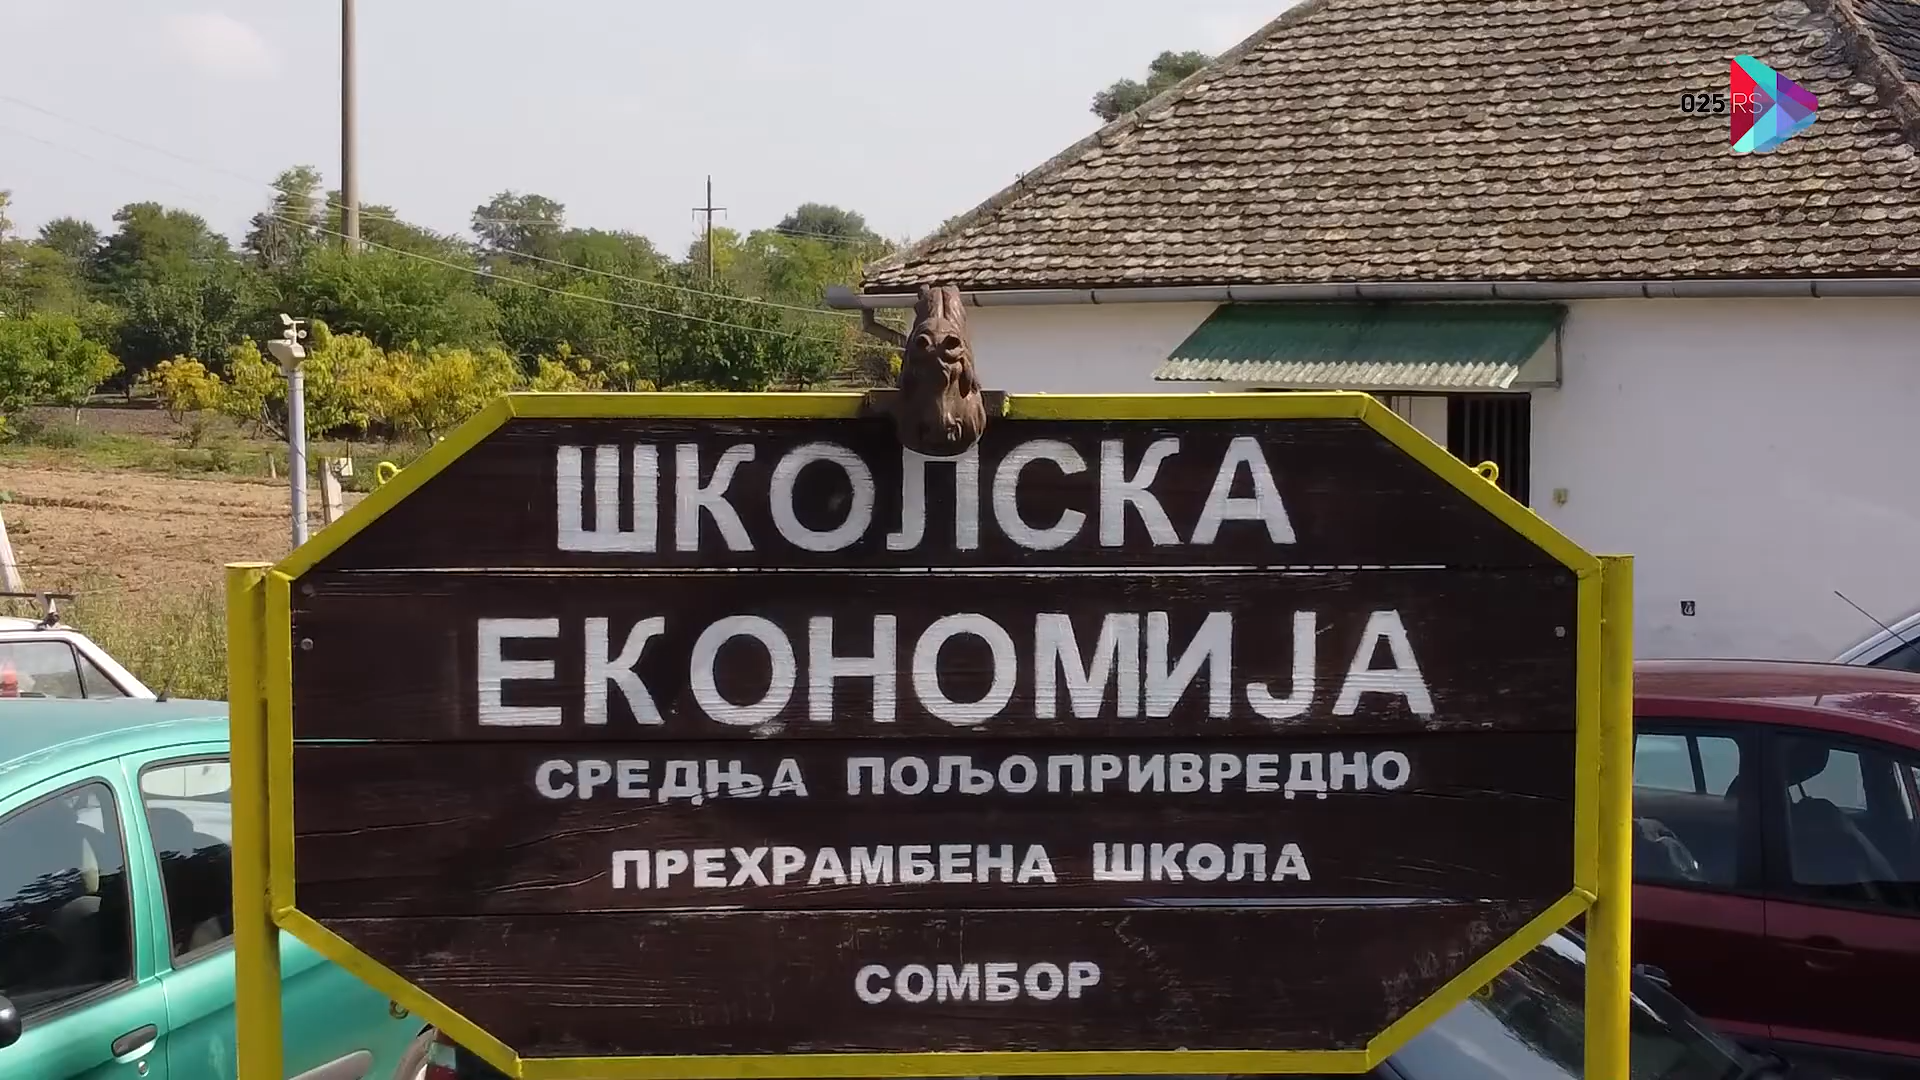 025 RS
ШКОЛСКА
ЕКОНОМИЈА
СРЕДЊА ПОЉОПРИВРЕДНО
ПРЕХРАМБЕНА ШКОЛА
СОМБОР